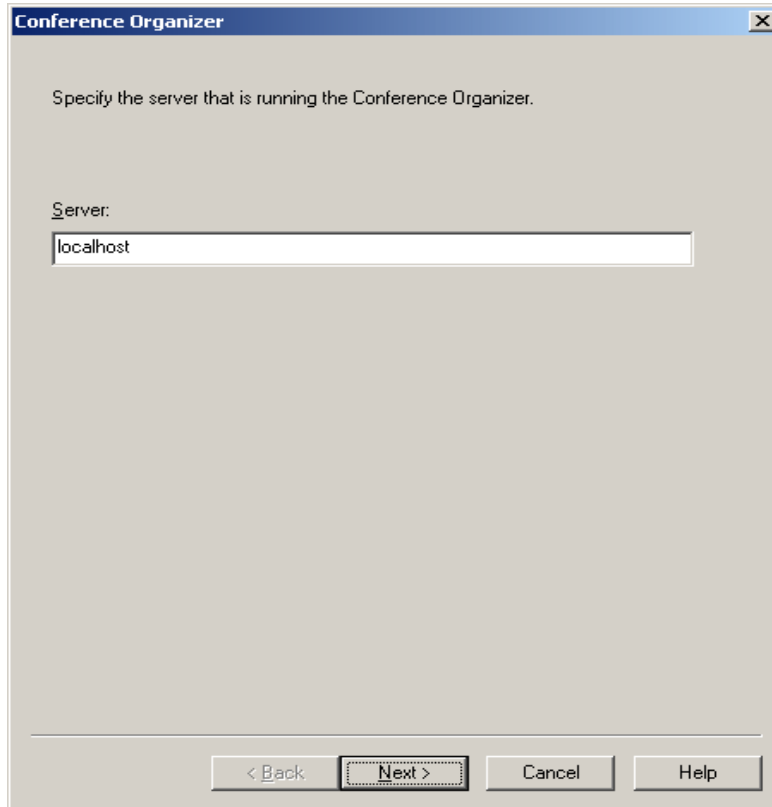 Conference Organizer
Specify the server that is running the Conference Organizer.
Server:
localhost
< Back Next > Cancel Help